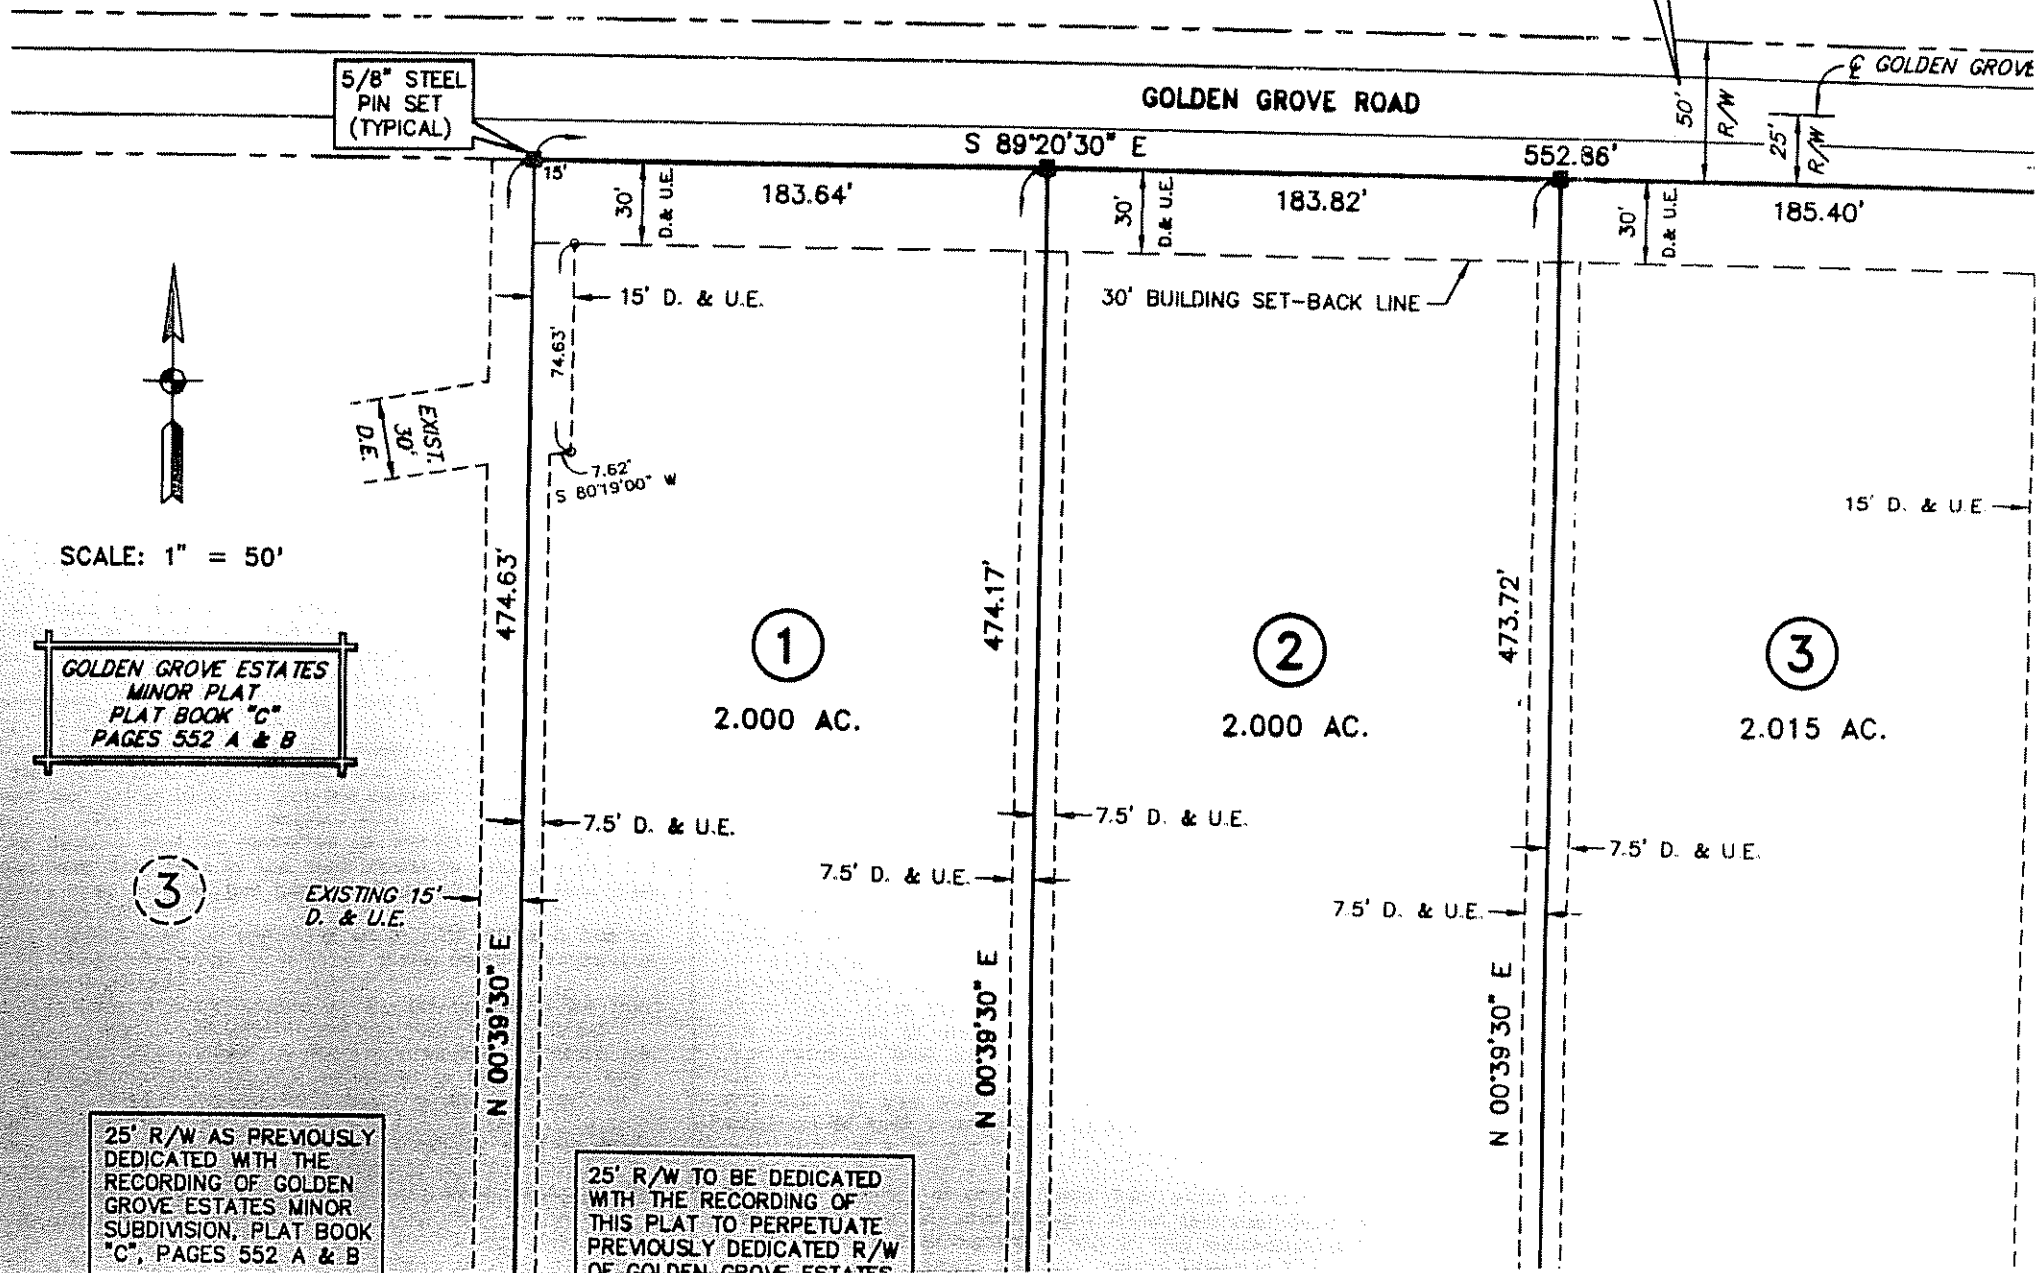 5/8" STEEL
PIN SET
(TYPICAL)
GOLDEN GROVE ROAD
℄ GOLDEN GROVE
50'
R/W
25'
R/W
S 89°20'30" E
552.86'
15'
30'
D.& U.E.
183.64'
30'
D.& U.E.
183.82'
30'
D.& U.E.
185.40'
15' D. & U.E.
30' BUILDING SET-BACK LINE
74.63'
EXIST.
30'
D.E.
7.62'
S 80°19'00" W
15' D. & U.E.
SCALE: 1" = 50'
474.63'
474.17'
473.72'
1
2.000 AC.
2
2.000 AC.
3
2.015 AC.
GOLDEN GROVE ESTATES
MINOR PLAT
PLAT BOOK "C"
PAGES 552 A & B
7.5' D. & U.E.
7.5' D. & U.E.
7.5' D. & U.E.
7.5' D. & U.E.
7.5' D. & U.E.
3
EXISTING 15'
D. & U.E.
N 00°39'30" E
N 00°39'30" E
N 00°39'30" E
25' R/W AS PREVIOUSLY
DEDICATED WITH THE
RECORDING OF GOLDEN
GROVE ESTATES MINOR
SUBDIVISION, PLAT BOOK
"C", PAGES 552 A & B
25' R/W TO BE DEDICATED
WITH THE RECORDING OF
THIS PLAT TO PERPETUATE
PREVIOUSLY DEDICATED R/W
OF GOLDEN GROVE ESTATES